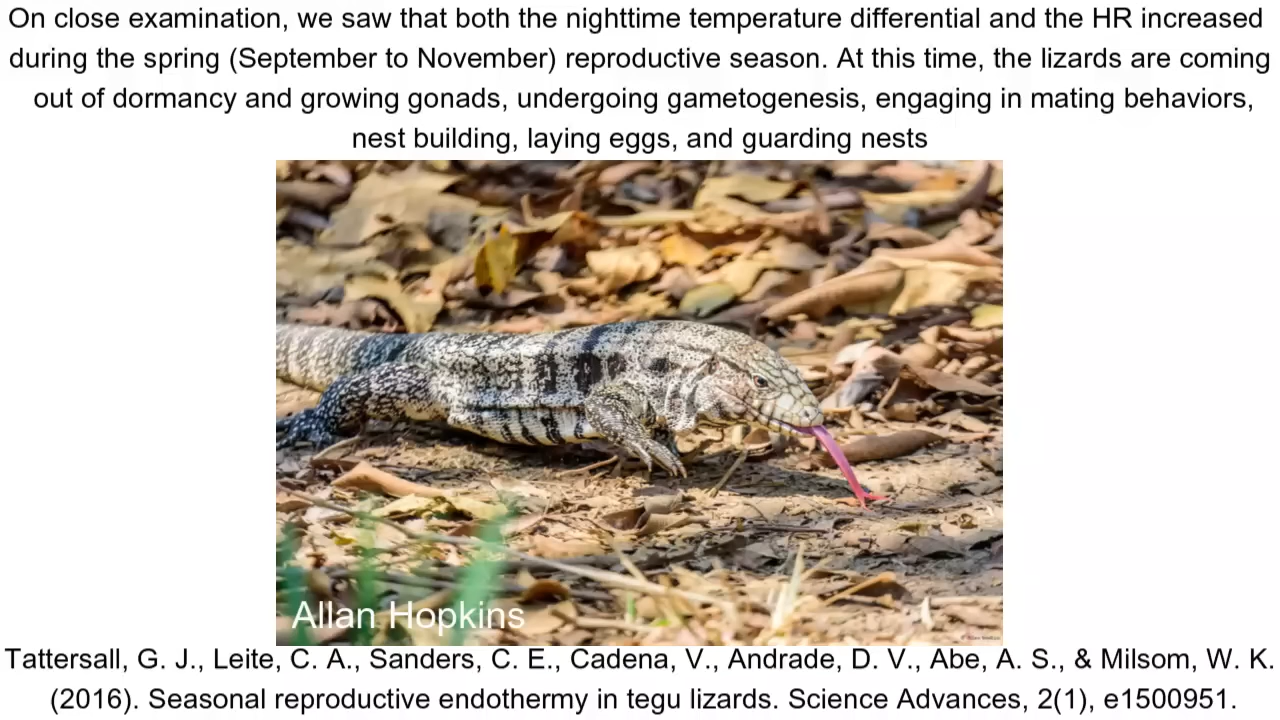 On close examination, we saw that both the nighttime temperature differential and the HR increased
during the spring (September to November) reproductive season. At this time, the lizards are coming
out of dormancy and growing gonads, undergoing gametogenesis, engaging in mating behaviors,
nest building, laying eggs, and guarding nests
Allan Hopkins
Tattersall, G. J., Leite, C. A., Sanders, C. E., Cadena, V., Andrade, D. V., Abe, A. S., & Milsom, W. K.
(2016). Seasonal reproductive endothermy in tegu lizards. Science Advances, 2(1), e1500951.